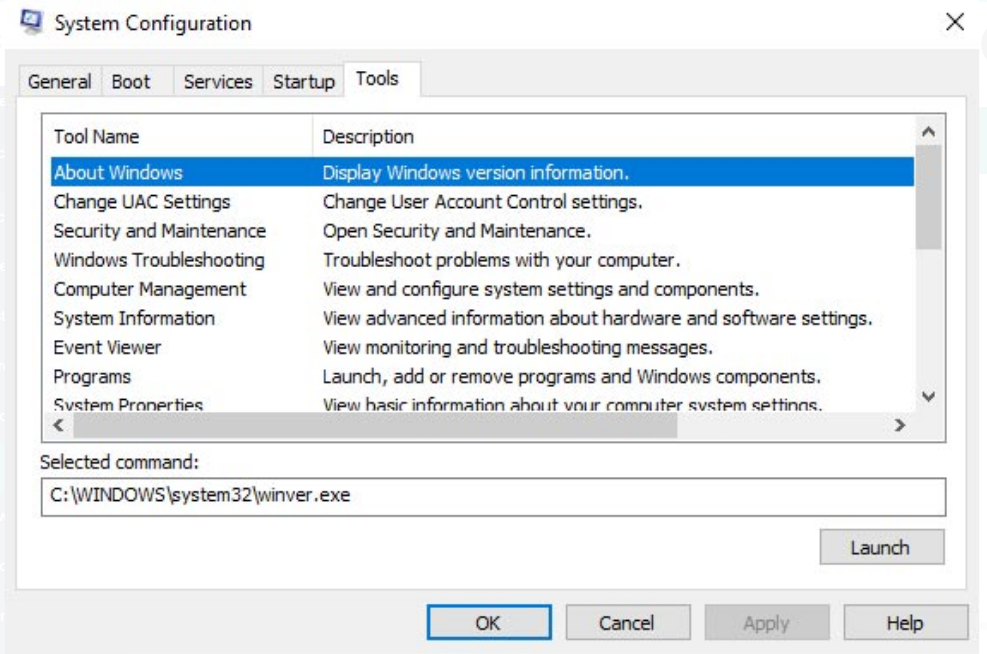 System Configuration
General Boot Services Startup Tools
Tool Name Description
About Windows Display Windows version information.
Change UAC Settings Change User Account Control settings.
Security and Maintenance Open Security and Maintenance.
Windows Troubleshooting Troubleshoot problems with your computer.
Computer Management View and configure system settings and components.
System Information View advanced information about hardware and software settings.
Event Viewer View monitoring and troubleshooting messages.
Programs Launch, add or remove programs and Windows components.
System Properties View basic information about your computer system settings.
Selected command:
C:\WINDOWS\system32\winver.exe
Launch
OK Cancel Apply Help